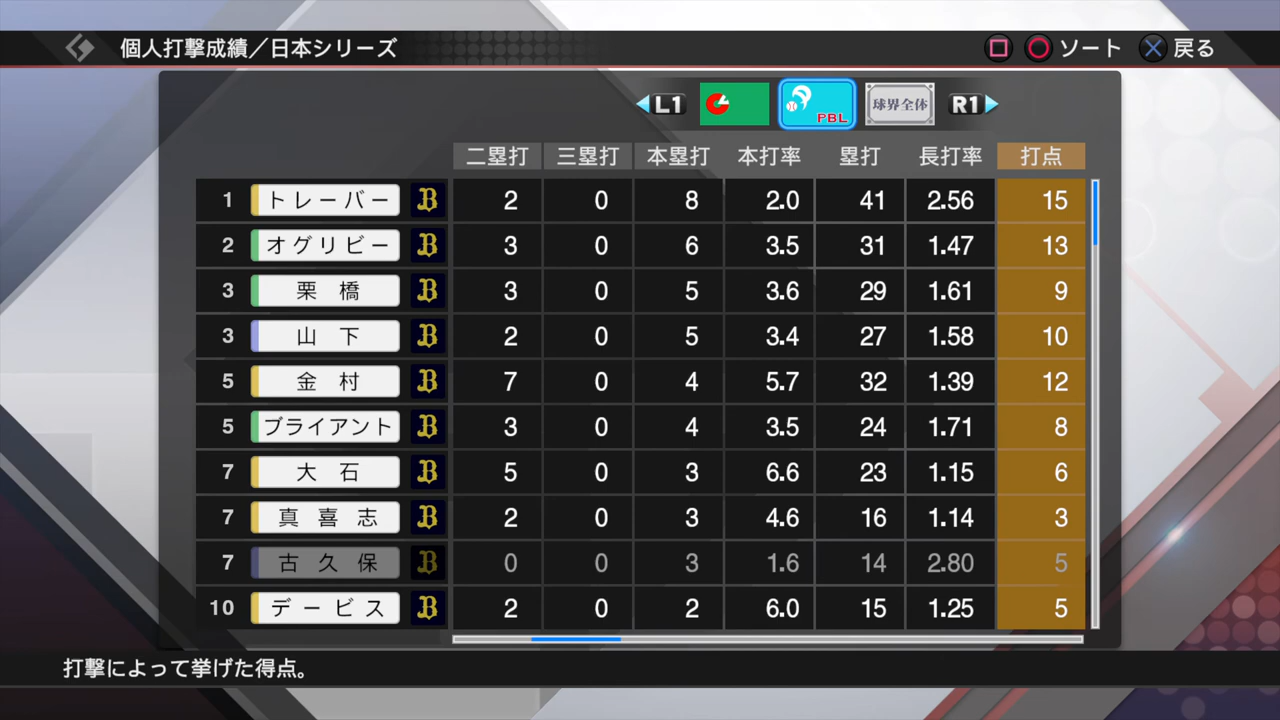 個人打撃成績／日本シリーズ ソート 戻る
L1 PBL 球界全体 R1
二塁打 三塁打 本塁打 本打率 塁打 長打率 打点
1 トレーバー B 2 0 8 2.0 41 2.56 15
2 オグリビー B 3 0 6 3.5 31 1.47 13
3 栗橋 B 3 0 5 3.6 29 1.61 9
3 山下 B 2 0 5 3.4 27 1.58 10
5 金村 B 7 0 4 5.7 32 1.39 12
5 ブライアント B 3 0 4 3.5 24 1.71 8
7 大石 B 5 0 3 6.6 23 1.15 6
7 真喜志 B 2 0 3 4.6 16 1.14 3
7 古久保 B 0 0 3 1.6 14 2.80 5
10 デービス B 2 0 2 6.0 15 1.25 5
打撃によって挙げた得点。